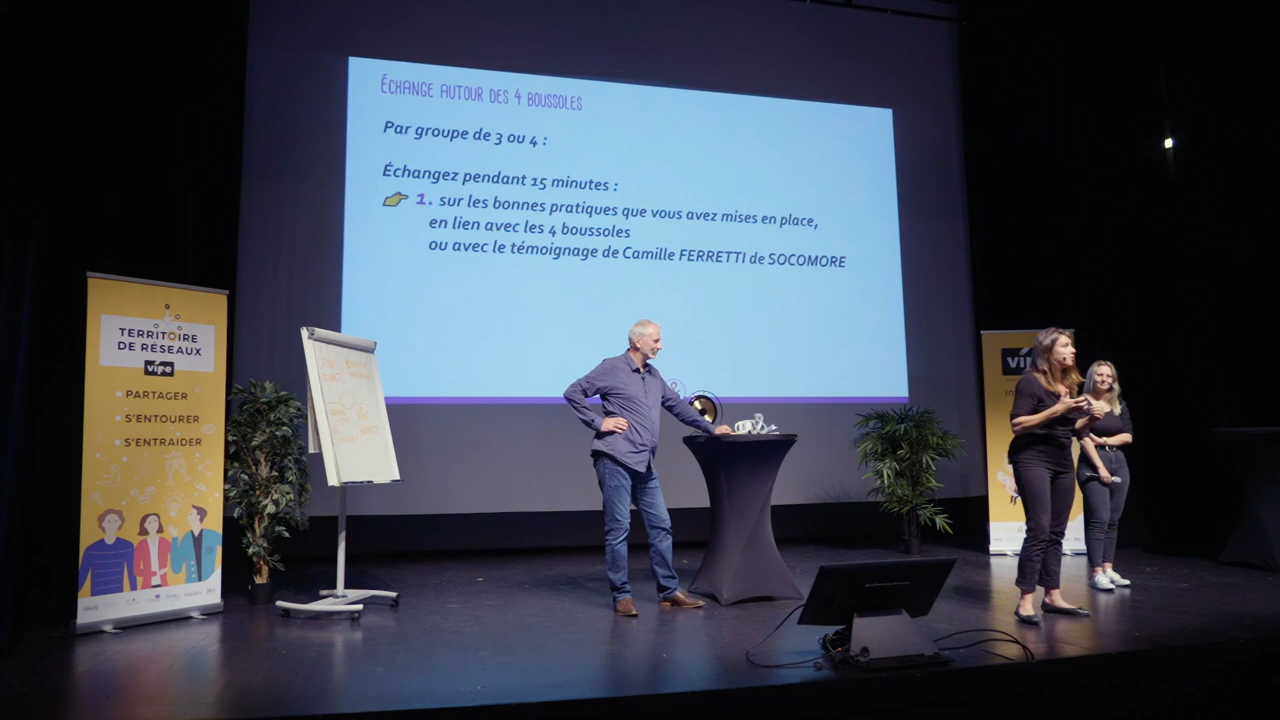 ÉCHANGE AUTOUR DES 4 BOUSSOLES
Par groupe de 3 ou 4 :
Échangez pendant 15 minutes :
1. sur les bonnes pratiques que vous avez mises en place,
en lien avec les 4 boussoles
ou avec le témoignage de Camille FERRETTI de SOCOMORE
TERRITOIRE
DE RÉSEAUX
vipe
PARTAGER
S'ENTOURER
S'ENTRAIDER